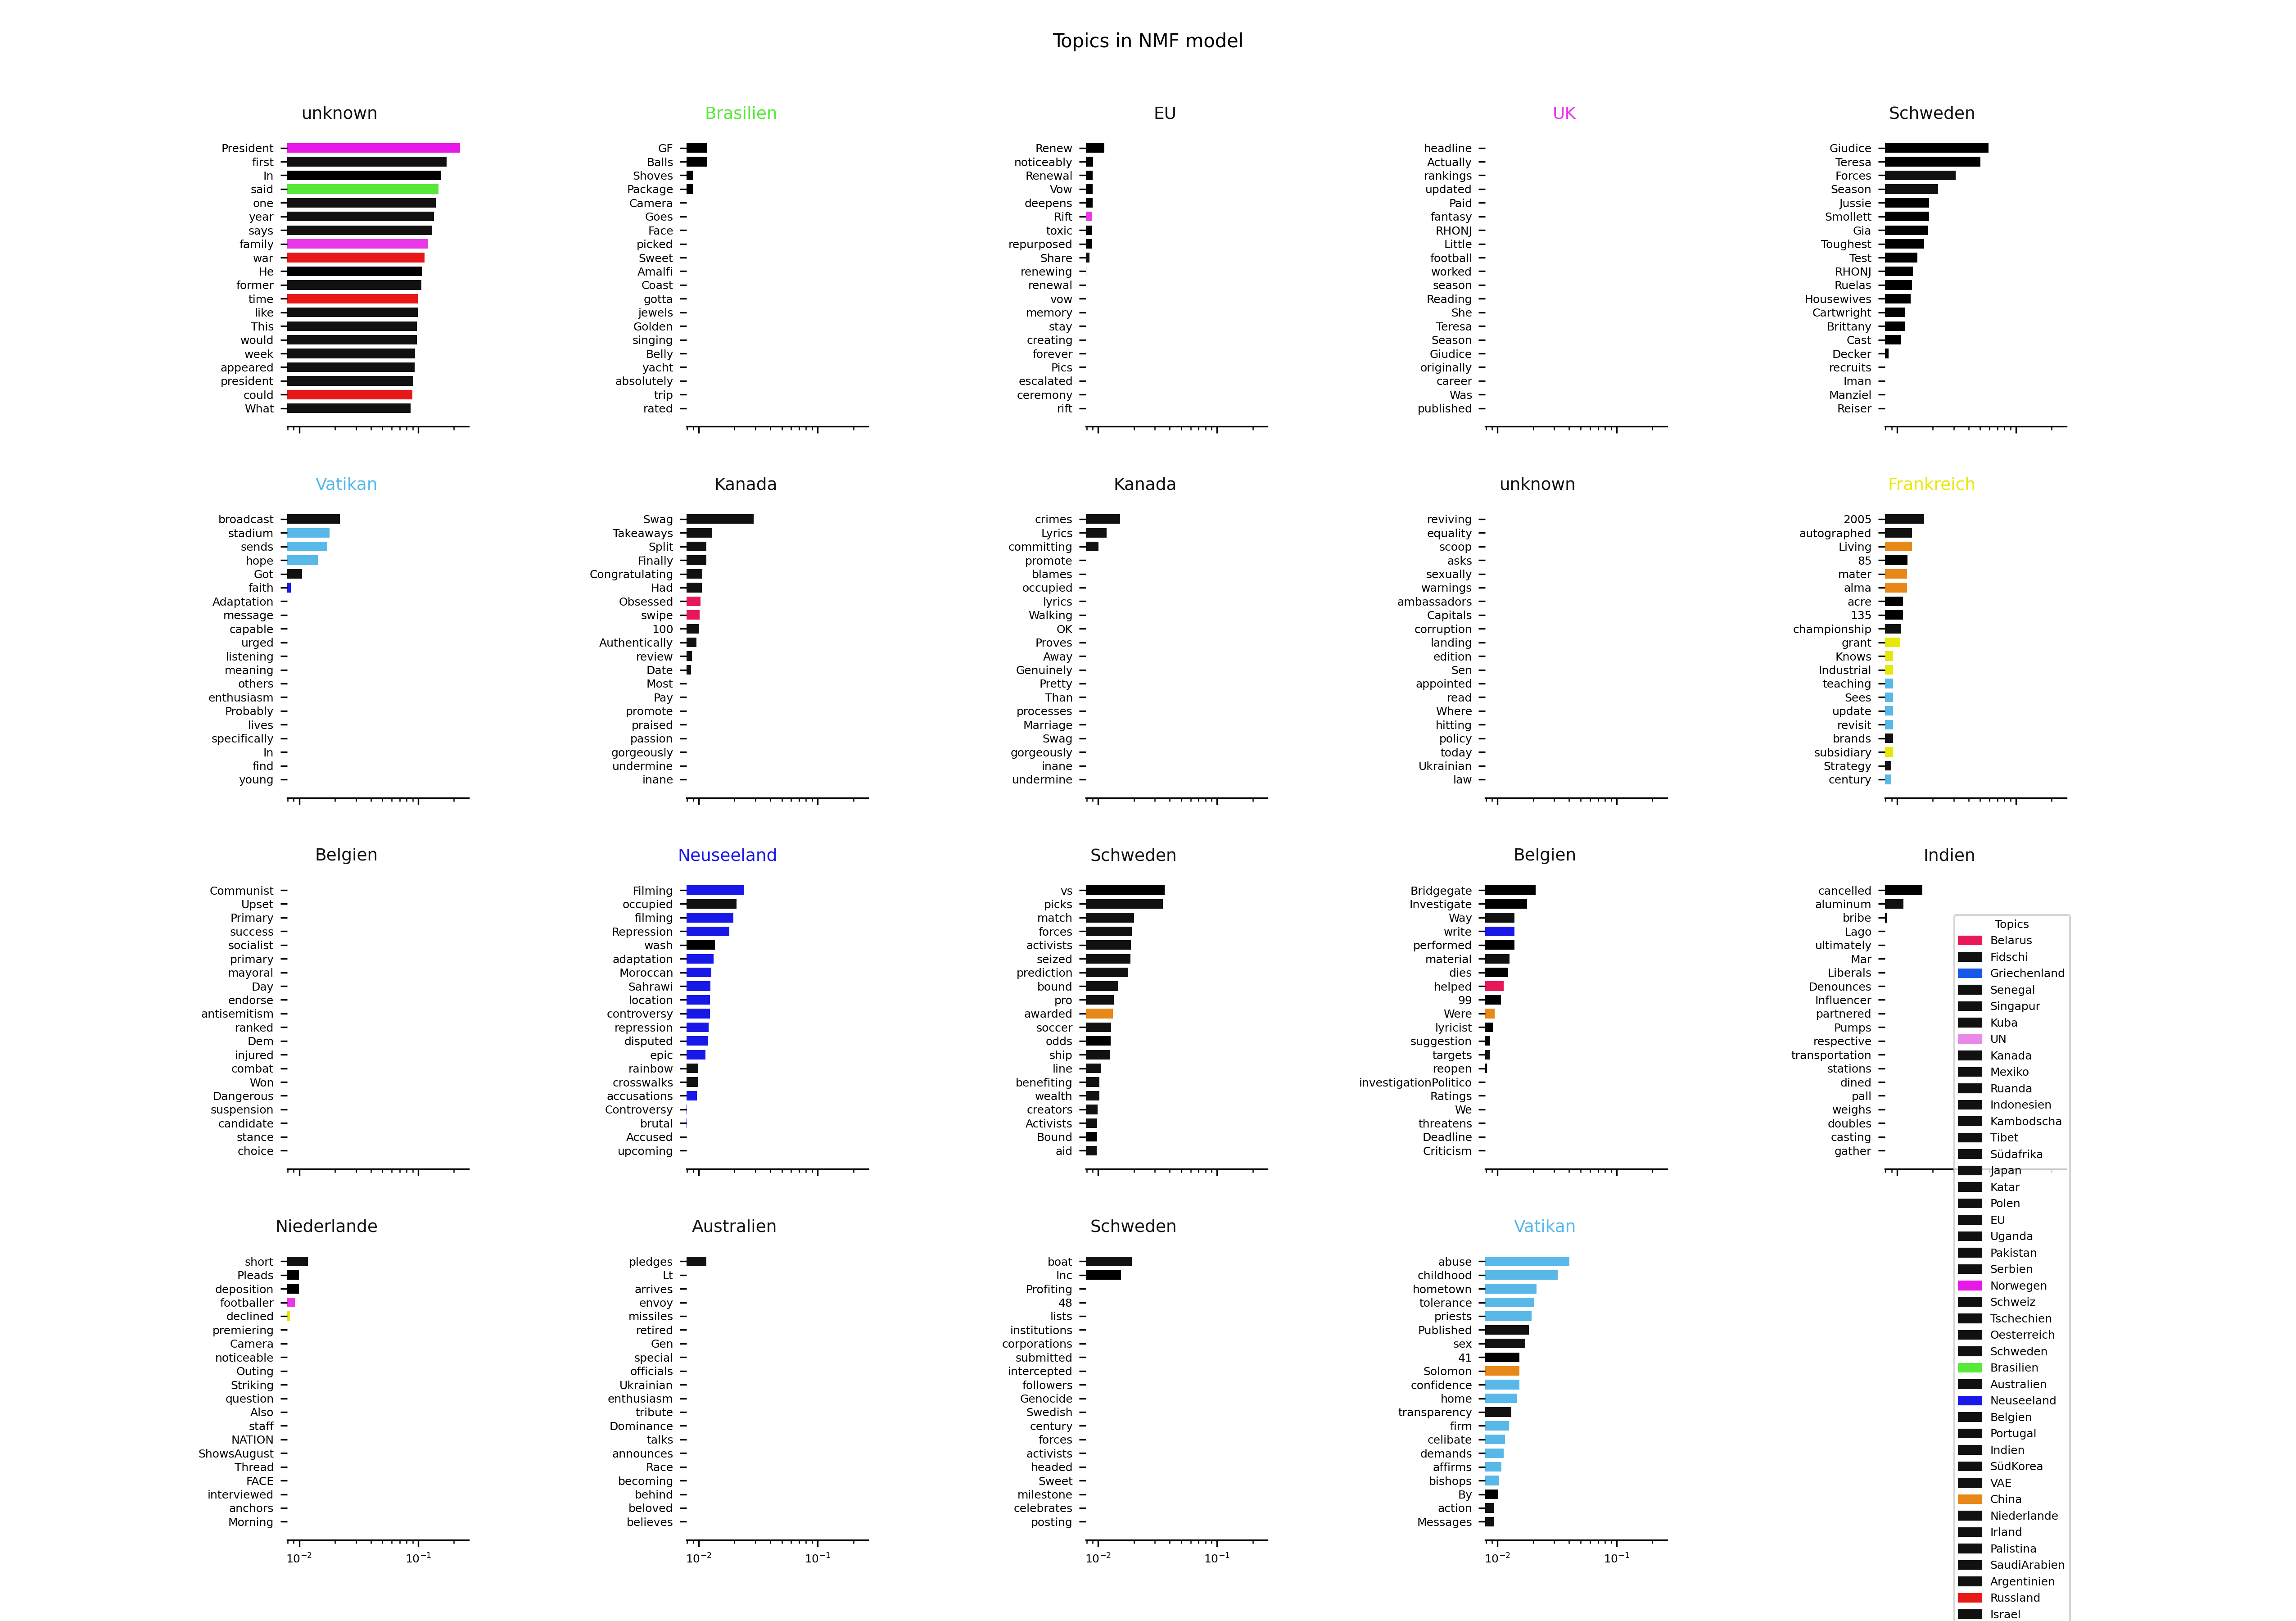 Topics in NMF model
unknown
President
first
In
said
one
year
says
family
war
He
former
time
like
This
would
week
appeared
president
could
What
Brasilien
GF
Balls
Shoves
Package
Camera
Goes
Face
picked
Sweet
Amalfi
Coast
gotta
jewels
Golden
singing
Belly
yacht
absolutely
trip
rated
EU
Renew
noticeably
Renewal
Vow
deepens
Rift
toxic
repurposed
Share
renewing
renewal
vow
memory
stay
creating
forever
Pics
escalated
ceremony
rift
UK
headline
Actually
rankings
updated
Paid
fantasy
RHONJ
Little
football
worked
season
Reading
She
Teresa
Season
Giudice
originally
career
Was
published
Schweden
Giudice
Teresa
Forces
Season
Jussie
Smollett
Gia
Toughest
Test
RHONJ
Ruelas
Housewives
Cartwright
Brittany
Cast
Decker
recruits
Iman
Manziel
Reiser
Vatikan
broadcast
stadium
sends
hope
Got
faith
Adaptation
message
capable
urged
listening
meaning
others
enthusiasm
Probably
lives
specifically
In
find
young
Kanada
Swag
Takeaways
Split
Finally
Congratulating
Had
Obsessed
swipe
100
Authentically
review
Date
Most
Pay
promote
praised
passion
gorgeously
undermine
inane
Kanada
crimes
Lyrics
committing
promote
blames
occupied
lyrics
Walking
OK
Proves
Away
Genuinely
Pretty
Than
processes
Marriage
Swag
gorgeously
inane
undermine
unknown
reviving
equality
scoop
asks
sexually
warnings
ambassadors
Capitals
corruption
landing
edition
Sen
appointed
read
Where
hitting
policy
today
Ukrainian
law
Frankreich
2005
autographed
Living
85
mater
alma
acre
135
championship
grant
Knows
Industrial
teaching
Sees
update
revisit
brands
subsidiary
Strategy
century
Belgien
Communist
Upset
Primary
success
socialist
primary
mayoral
Day
endorse
antisemitism
ranked
Dem
injured
combat
Won
Dangerous
suspension
candidate
stance
choice
Neuseeland
Filming
occupied
filming
Repression
wash
adaptation
Moroccan
Sahrawi
location
controversy
repression
disputed
epic
rainbow
crosswalks
accusations
Controversy
brutal
Accused
upcoming
Schweden
vs
picks
match
forces
activists
seized
prediction
bound
pro
awarded
soccer
odds
ship
line
benefiting
wealth
creators
Activists
Bound
aid
Belgien
Bridgegate
Investigate
Way
write
performed
material
dies
helped
99
Were
lyricist
suggestion
targets
reopen
investigationPolitico
Ratings
We
threatens
Deadline
Criticism
Indien
cancelled
aluminum
bribe
Lago
ultimately
Mar
Liberals
Denounces
Influencer
partnered
Pumps
respective
transportation
stations
dined
pall
weighs
doubles
casting
gather
Niederlande
short
Pleads
deposition
footballer
declined
premiering
Camera
noticeable
Outing
Striking
question
Also
staff
NATION
ShowsAugust
Thread
FACE
interviewed
anchors
Morning
10⁻² 10⁻¹
Australien
pledges
Lt
arrives
envoy
missiles
retired
Gen
special
officials
Ukrainian
enthusiasm
tribute
Dominance
talks
announces
Race
becoming
behind
beloved
believes
10⁻² 10⁻¹
Schweden
boat
Inc
Profiting
48
lists
institutions
corporations
submitted
intercepted
followers
Genocide
Swedish
century
forces
activists
headed
Sweet
milestone
celebrates
posting
10⁻² 10⁻¹
Vatikan
abuse
childhood
hometown
tolerance
priests
Published
sex
41
Solomon
confidence
home
transparency
firm
celibate
demands
affirms
bishops
By
action
Messages
10⁻² 10⁻¹
Topics
Belarus
Fidschi
Griechenland
Senegal
Singapur
Kuba
UN
Kanada
Mexiko
Ruanda
Indonesien
Kambodscha
Tibet
Südafrika
Japan
Katar
Polen
EU
Uganda
Pakistan
Serbien
Norwegen
Schweiz
Tschechien
Oesterreich
Schweden
Brasilien
Australien
Neuseeland
Belgien
Portugal
Indien
SüdKorea
VAE
China
Niederlande
Irland
Palistina
SaudiArabien
Argentinien
Russland
Israel